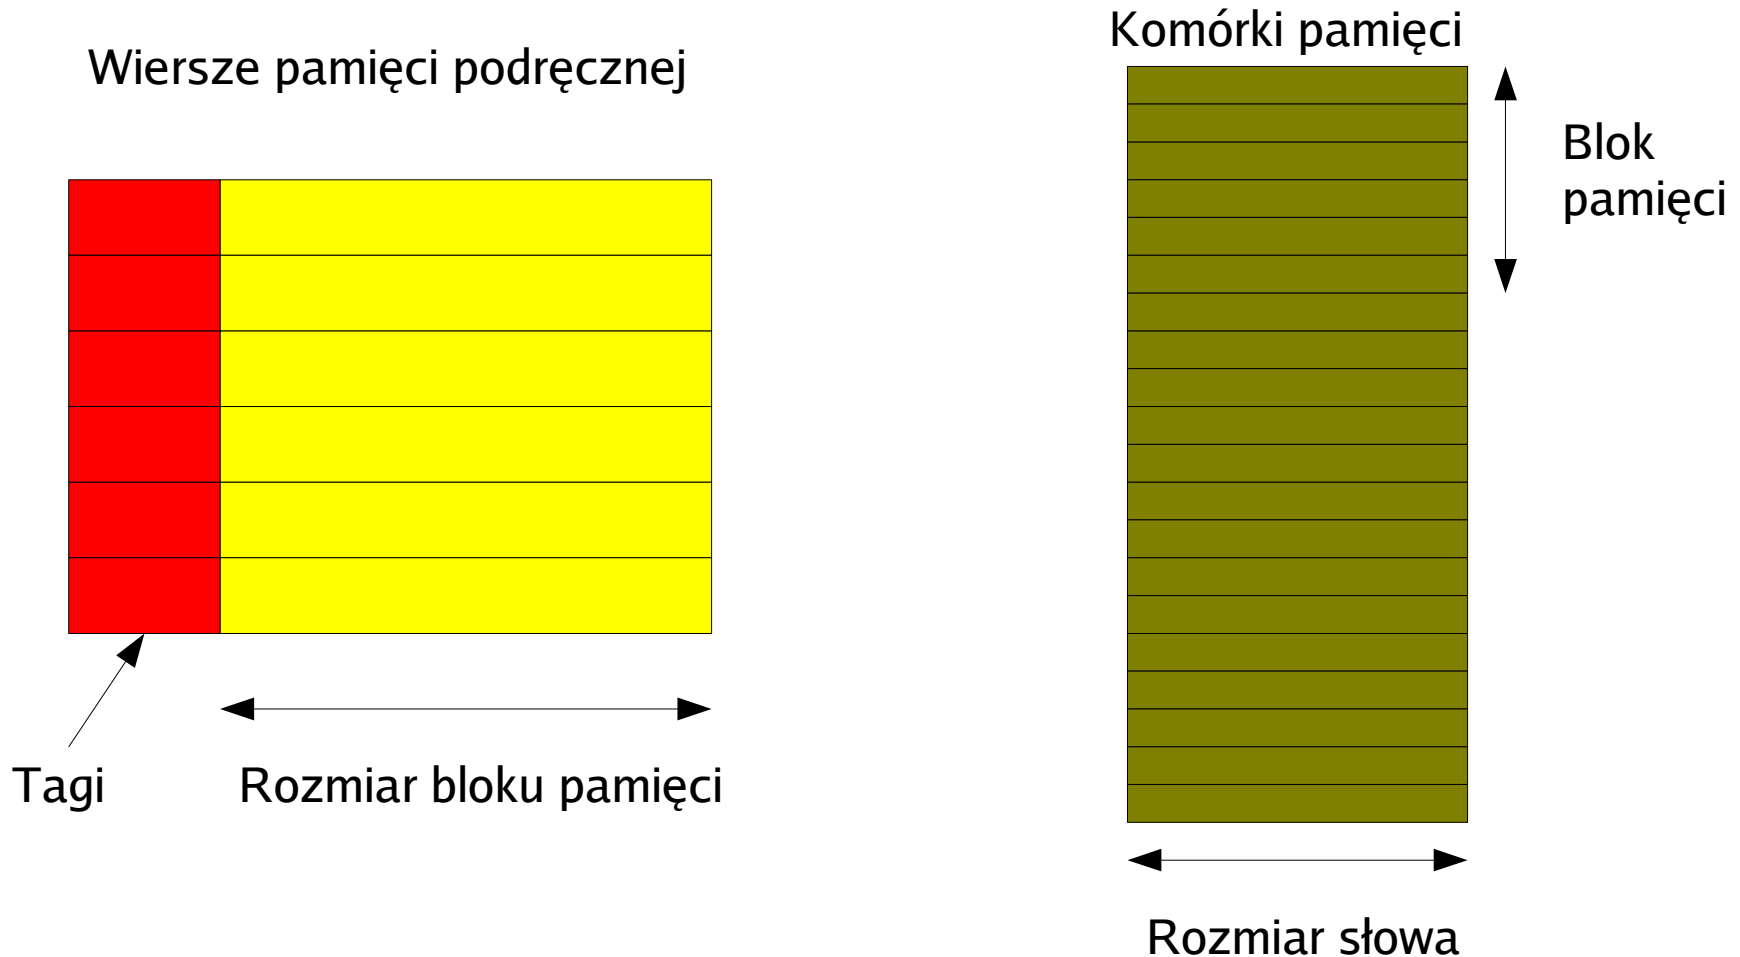 Wiersze pamięci podręcznej
Tagi
Rozmiar bloku pamięci
Komórki pamięci
Blok
pamięci
Rozmiar słowa